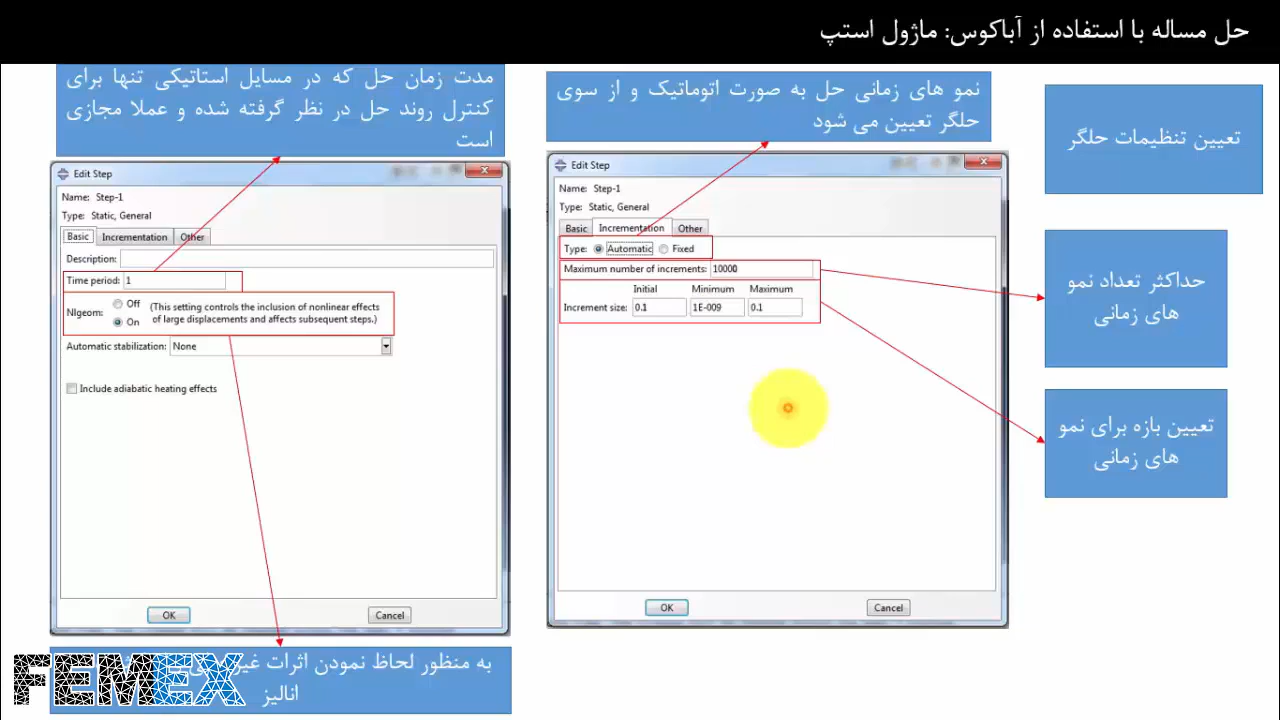 حل مساله با استفاده از آباکوس: ماژول استپ
تعیین تنظیمات حلگر
نمو های زمانی حل به صورت اتوماتیک و از سوی
حلگر تعیین می شود
مدت زمان حل که در مسایل استاتیکی تنها برای
کنترل روند حل در نظر گرفته شده و عملا مجازی
است
Edit Step
Name: Step-1
Type: Static, General
Basic Incrementation Other
Description:
Time period: 1
Nlgeom:
Off
On
(This setting controls the inclusion of nonlinear effects
of large displacements and affects subsequent steps.)
Automatic stabilization: None
Include adiabatic heating effects
OK Cancel
Edit Step
Name: Step-1
Type: Static, General
Basic Incrementation Other
Type: Automatic Fixed
Maximum number of increments: 10000
Initial Minimum Maximum
Increment size: 0.1 1E-009 0.1
OK Cancel
حداکثر تعداد نمو
های زمانی
تعیین بازه برای نمو
های زمانی
به منظور لحاظ نمودن اثرات
انالیز
FEMEX